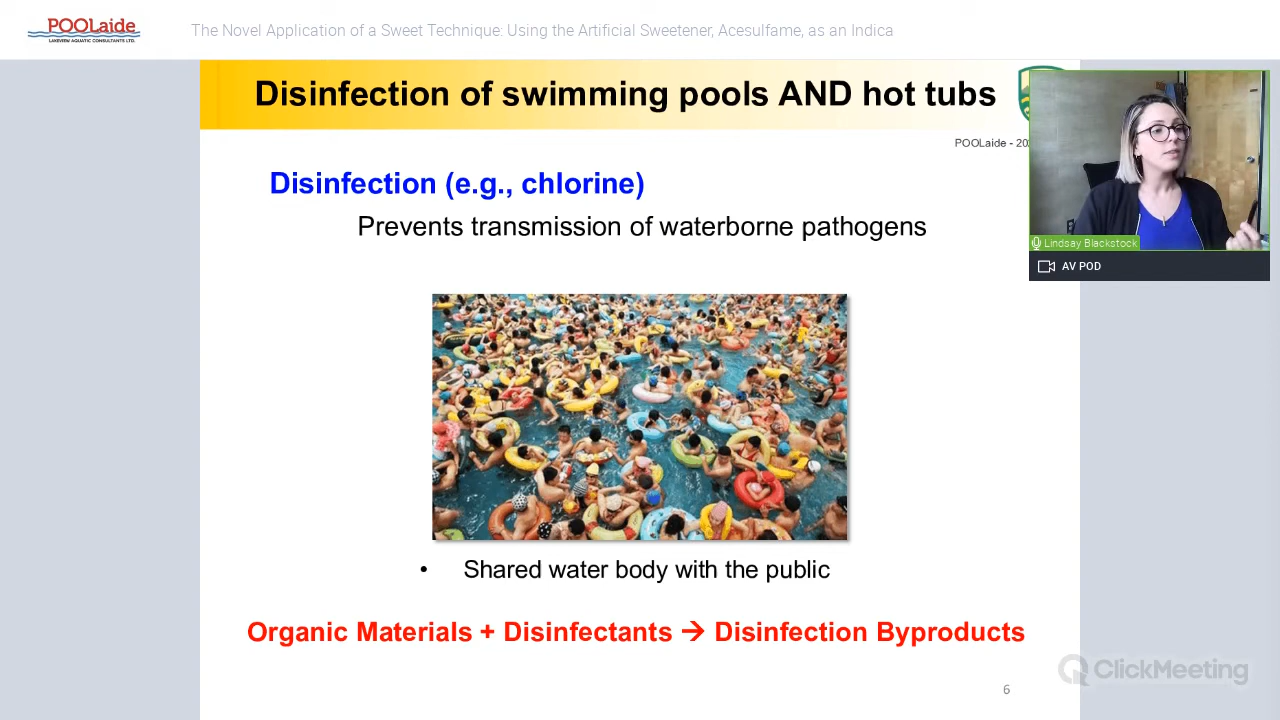 POOLaide
LAKEVIEW AQUATIC CONSULTANTS LTD.
The Novel Application of a Sweet Technique: Using the Artificial Sweetener, Acesulfame, as an Indica
Disinfection of swimming pools AND hot tubs
POOLaide - 20
Disinfection (e.g., chlorine)
Prevents transmission of waterborne pathogens
Lindsay Blackstock
AV POD
• Shared water body with the public
Organic Materials + Disinfectants → Disinfection Byproducts
ClickMeeting
6